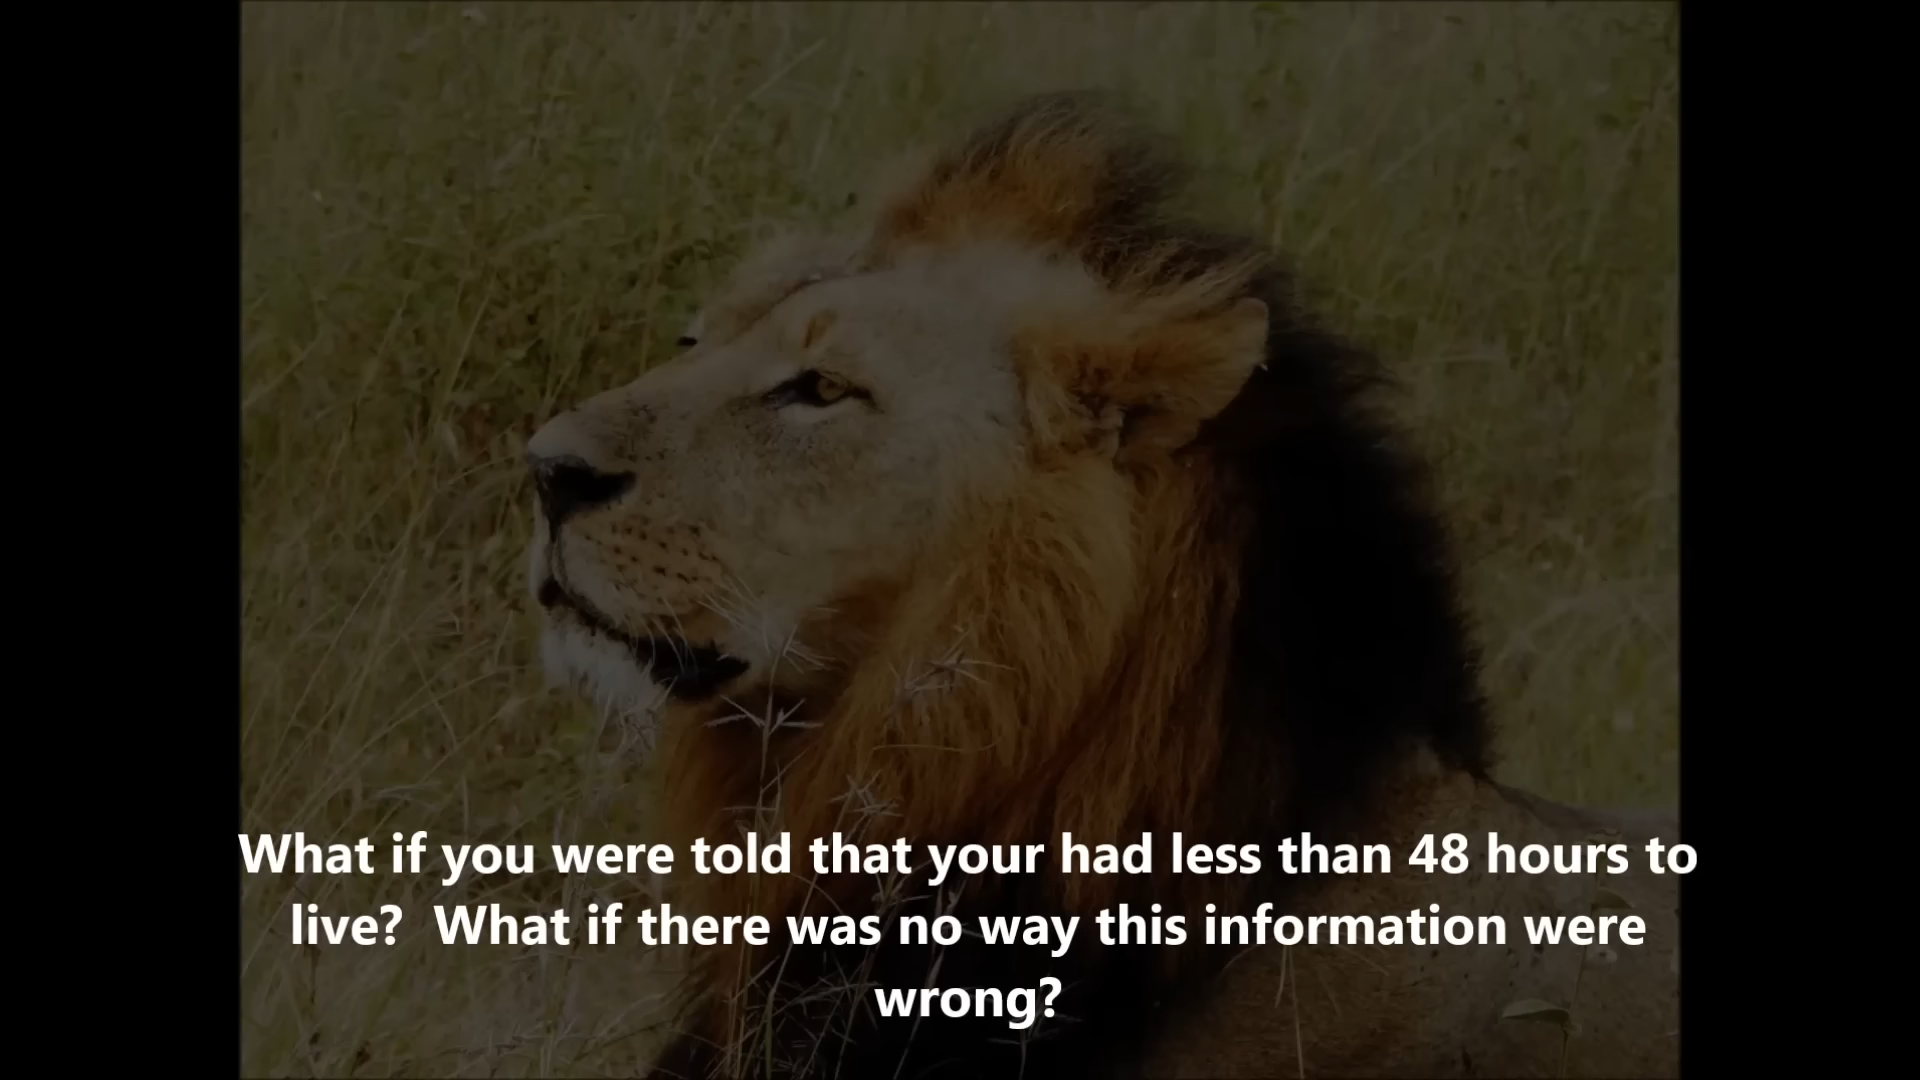 What if you were told that your had less than 48 hours to
live?  What if there was no way this information were
wrong?